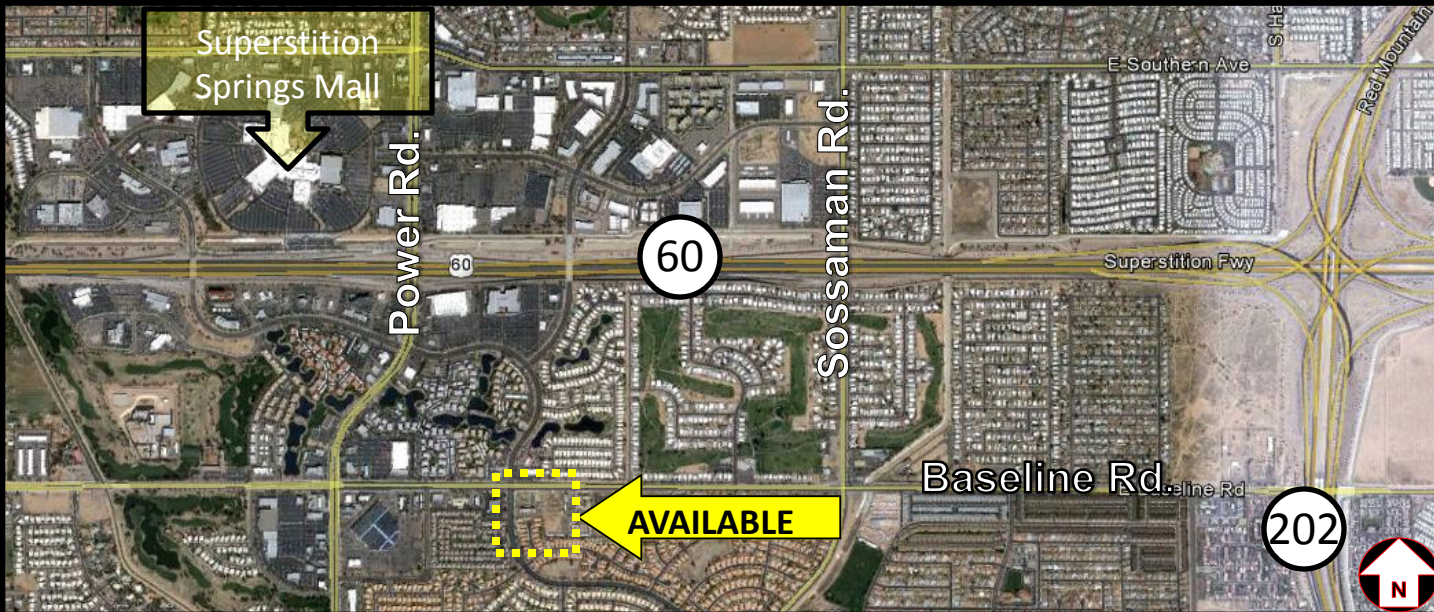 Superstition
Springs Mall
E Southern Ave
S Ha
Red Mountain
Power Rd.
Sossaman Rd.
60
60
Superstition Fwy
Baseline Rd.
E Baseline Rd
AVAILABLE
202
N